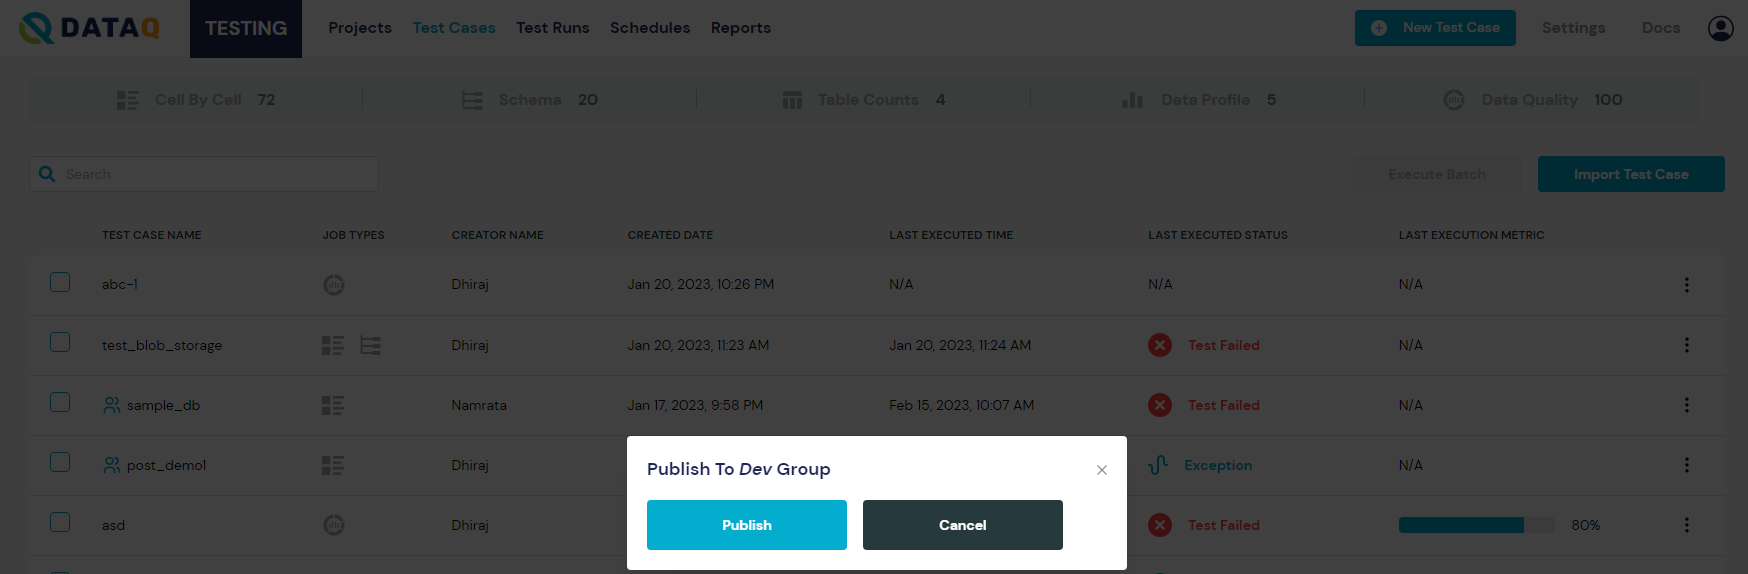 DATAQ TESTING Projects Test Cases Test Runs Schedules Reports New Test Case Settings Docs
Cell By Cell 72 Schema 20 Table Counts 4 Data Profile 5 Data Quality 100
Search Execute Batch Import Test Case
TEST CASE NAME JOB TYPES CREATOR NAME CREATED DATE LAST EXECUTED TIME LAST EXECUTED STATUS LAST EXECUTION METRIC
abc-1 Dhiraj Jan 20, 2023, 10:26 PM N/A N/A N/A
test_blob_storage Dhiraj Jan 20, 2023, 11:23 AM Jan 20, 2023, 11:24 AM Test Failed N/A
sample_db Namrata Jan 17, 2023, 9:58 PM Feb 15, 2023, 10:07 AM Test Failed N/A
post_demo1 Dhiraj Exception N/A
Publish To Dev Group
asd Dhiraj Test Failed 80%
Publish Cancel